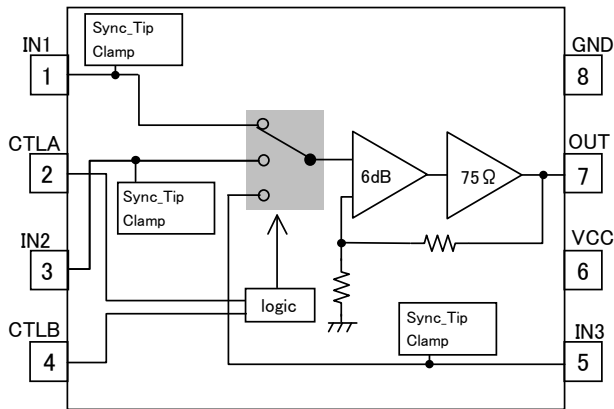 Sync_Tip
Clamp
IN1
1
GND
8
CTLA
2
6dB
75Ω
OUT
7
Sync_Tip
Clamp
IN2
3
VCC
6
logic
Sync_Tip
Clamp
CTLB
4
IN3
5